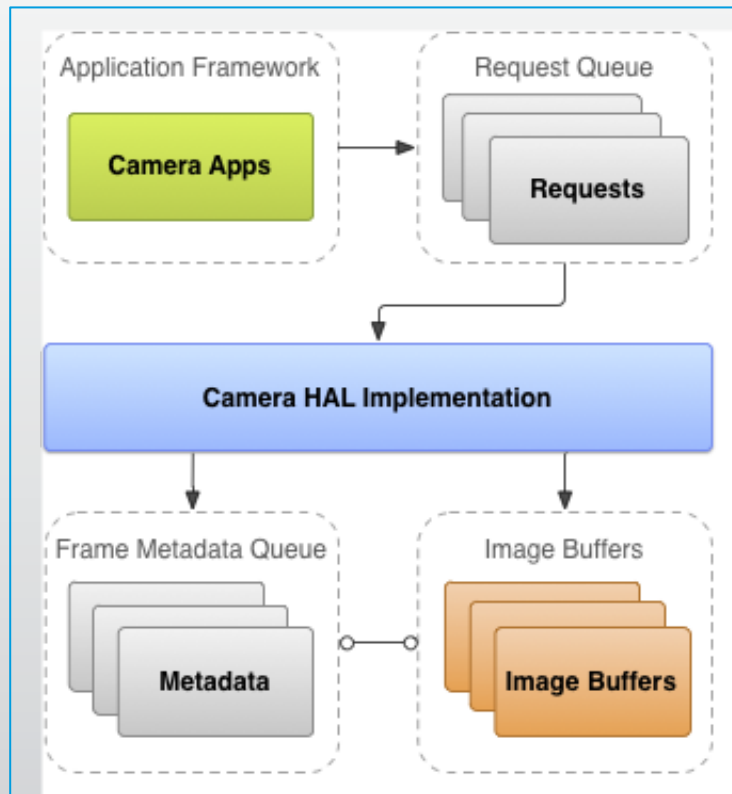 Application Framework
Request Queue
Camera Apps
Requests
Camera HAL Implementation
Frame Metadata Queue
Image Buffers
Metadata
Image Buffers